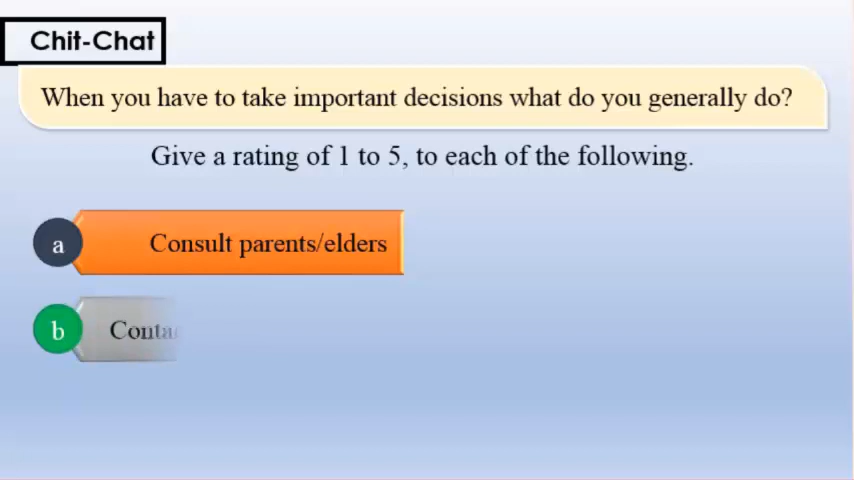 Chit-Chat
When you have to take important decisions what do you generally do?
Give a rating of 1 to 5, to each of the following.
a Consult parents/elders
b